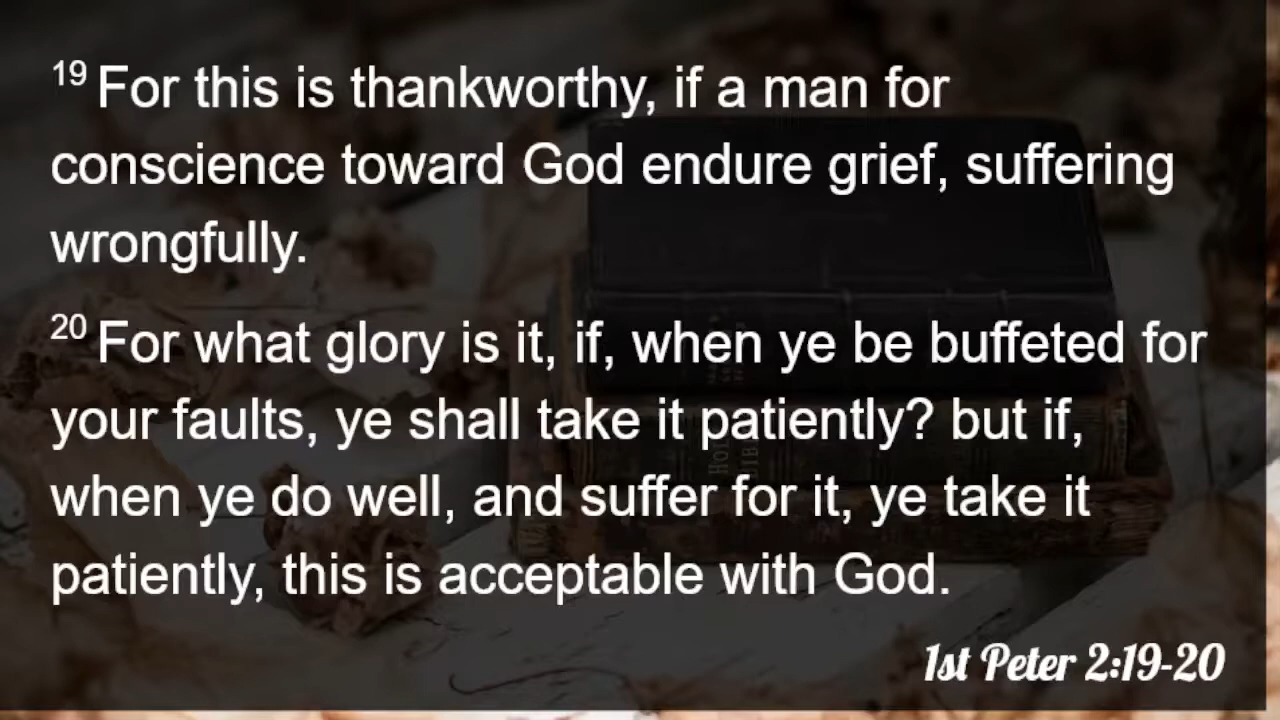 19 For this is thankworthy, if a man for
conscience toward God endure grief, suffering
wrongfully.
20 For what glory is it, if, when ye be buffeted for
your faults, ye shall take it patiently? but if,
when ye do well, and suffer for it, ye take it
patiently, this is acceptable with God.
1st Peter 2:19-20